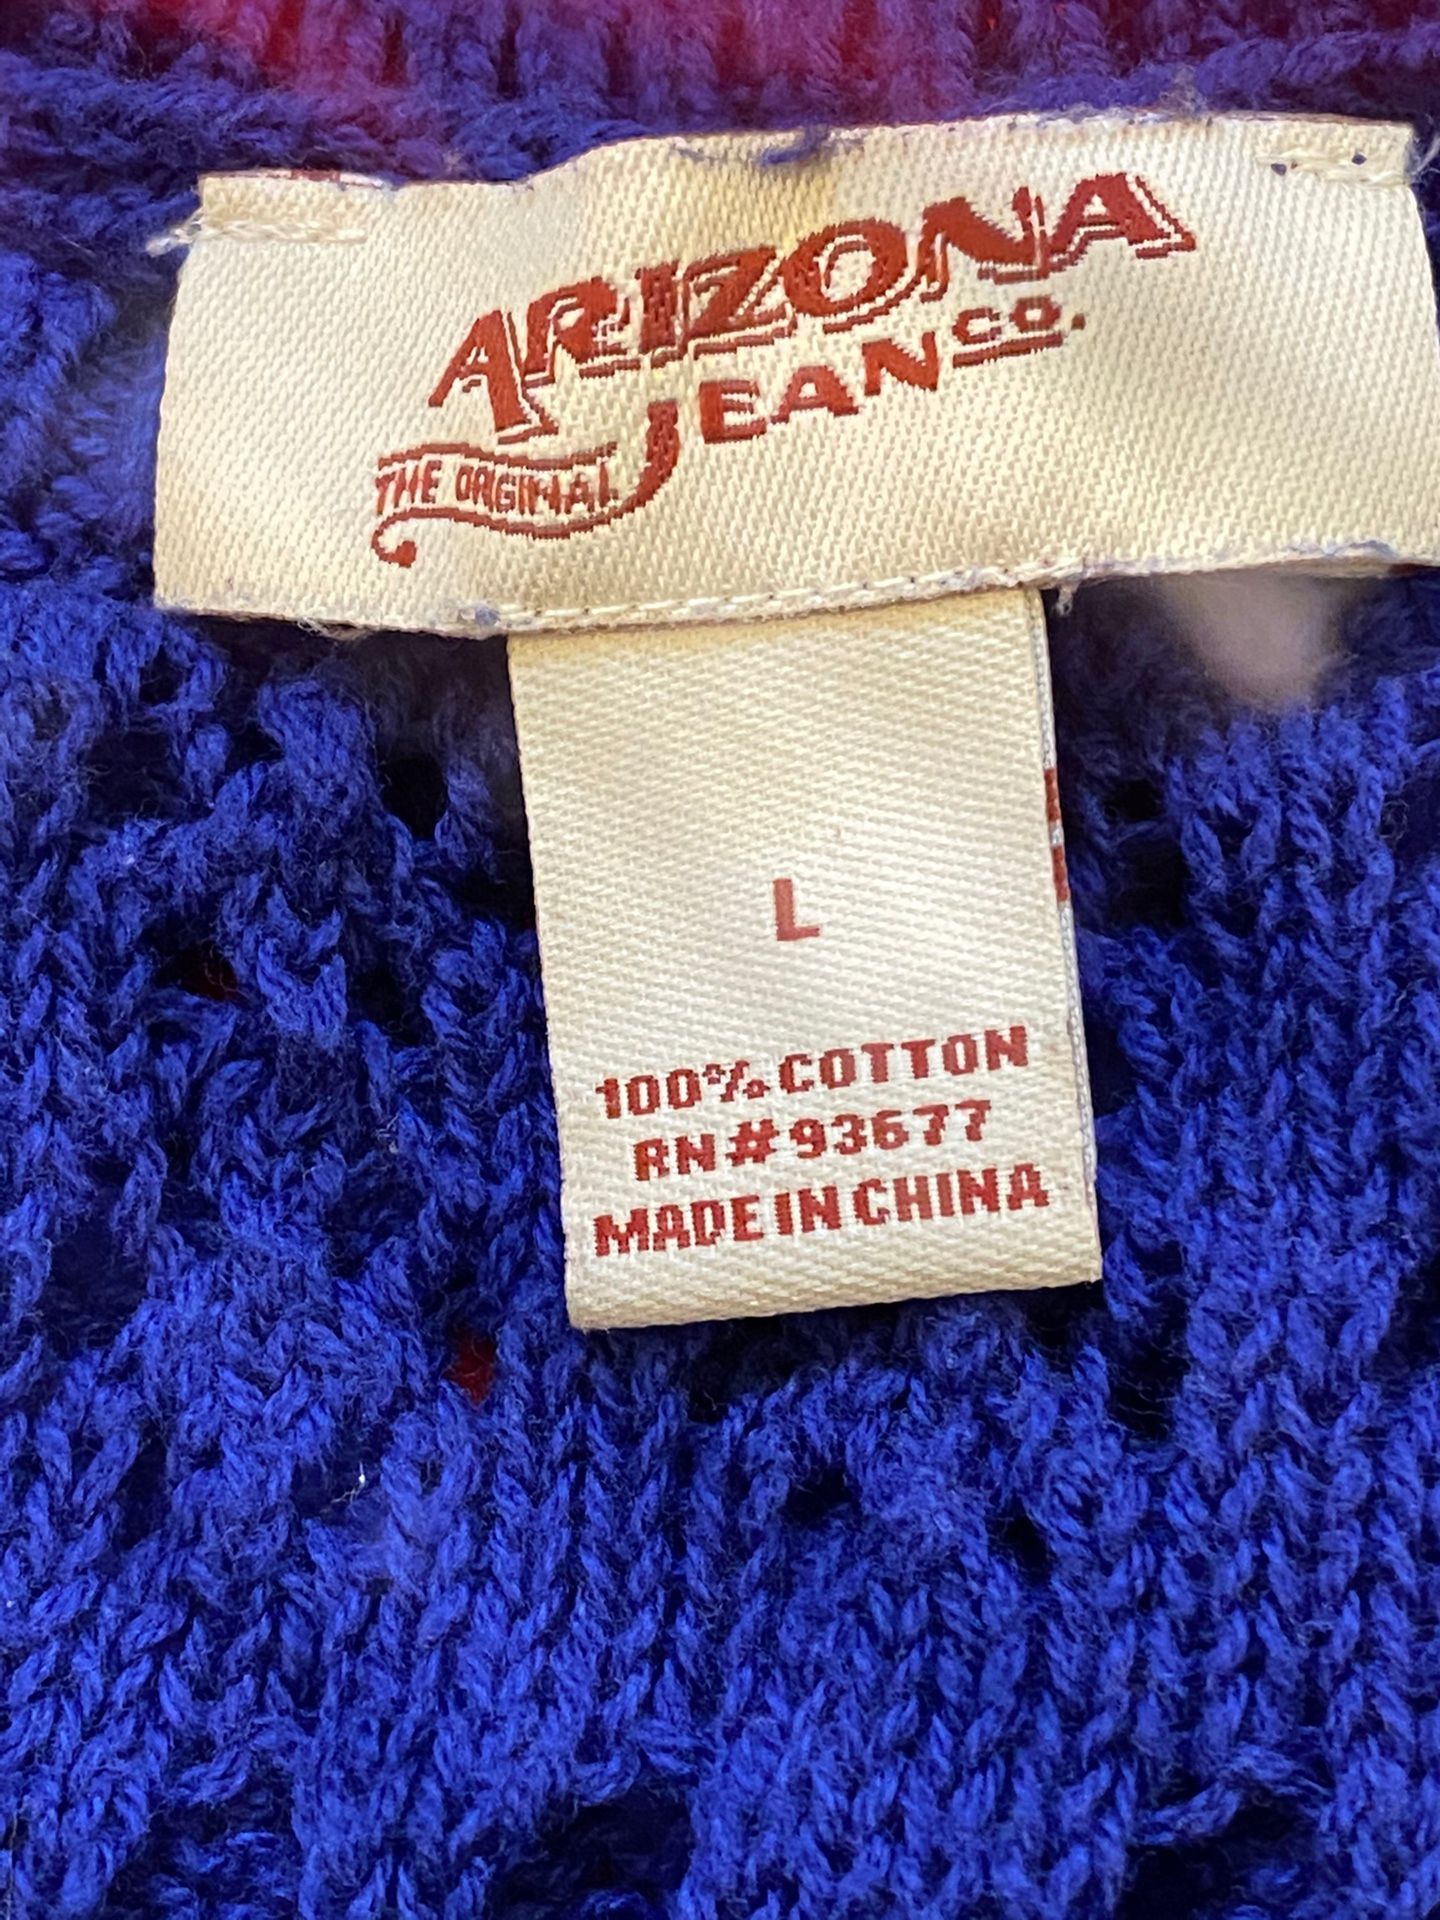 ARIZONA
JEAN CO.
THE ORIGINAL
L
100% COTTON
RN#93677
MADE IN CHINA